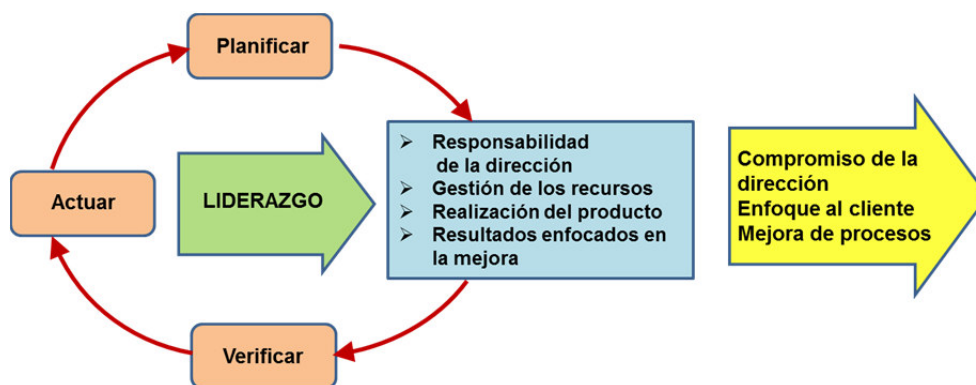 Planificar
Actuar
LIDERAZGO
➢ Responsabilidad
de la dirección
➢ Gestión de los recursos
➢ Realización del producto
➢ Resultados enfocados en
la mejora
Compromiso de la
dirección
Enfoque al cliente
Mejora de procesos
Verificar